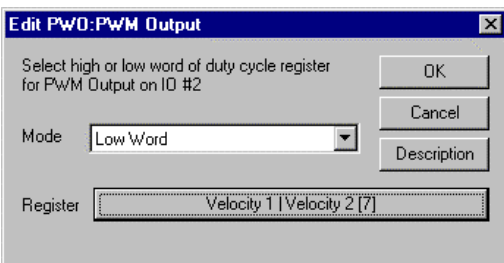 Edit PWO:PWM Output
Select high or low word of duty cycle register
for PWM Output on IO #2
OK
Cancel
Mode
Low Word
Description
Register
Velocity 1 | Velocity 2 [7]